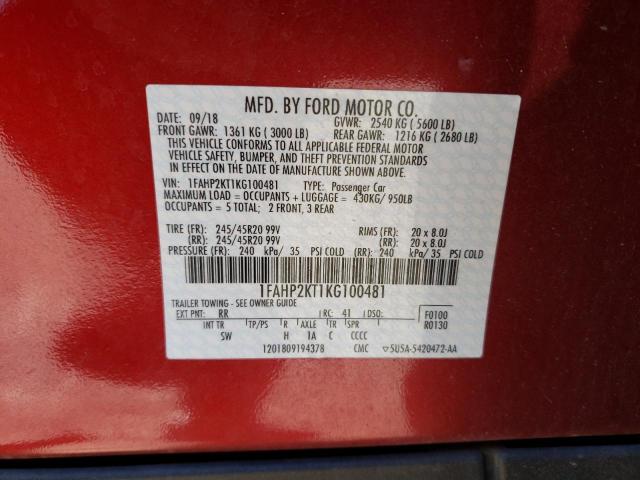 MFD. BY FORD MOTOR CO.
DATE: 09/18 GVWR: 2540 KG ( 5600 LB)
FRONT GAWR: 1361 KG ( 3000 LB) REAR GAWR: 1216 KG ( 2680 LB)
THIS VEHICLE CONFORMS TO ALL APPLICABLE FEDERAL MOTOR
VEHICLE SAFETY, BUMPER, AND THEFT PREVENTION STANDARDS
IN EFFECT ON THE DATE OF MANUFACTURE SHOWN ABOVE.
VIN: 1FAHP2KT1KG100481 TYPE: Passenger Car
MAXIMUM LOAD = OCCUPANTS + LUGGAGE = 430KG/ 950LB
OCCUPANTS = 5 TOTAL; 2 FRONT, 3 REAR
TIRE (FR): 245/45R20 99V RIMS (FR): 20 x 8.0J
(RR): 245/45R20 99V (RR): 20 x 8.0J
PRESSURE (FR): 240 kPa/ 35 PSI COLD (RR): 240 kPa/ 35 PSI COLD
1FAHP2KT1KG100481
TRAILER TOWING - SEE OWNER GUIDE
EXT PNT: RR RC: 41 DSO: F0100
R0130
INT TR TP/PS R AXLE TR SPR
SW H 1A C CCCC
1201809194378 CMC ▽5U5A-5420472-AA